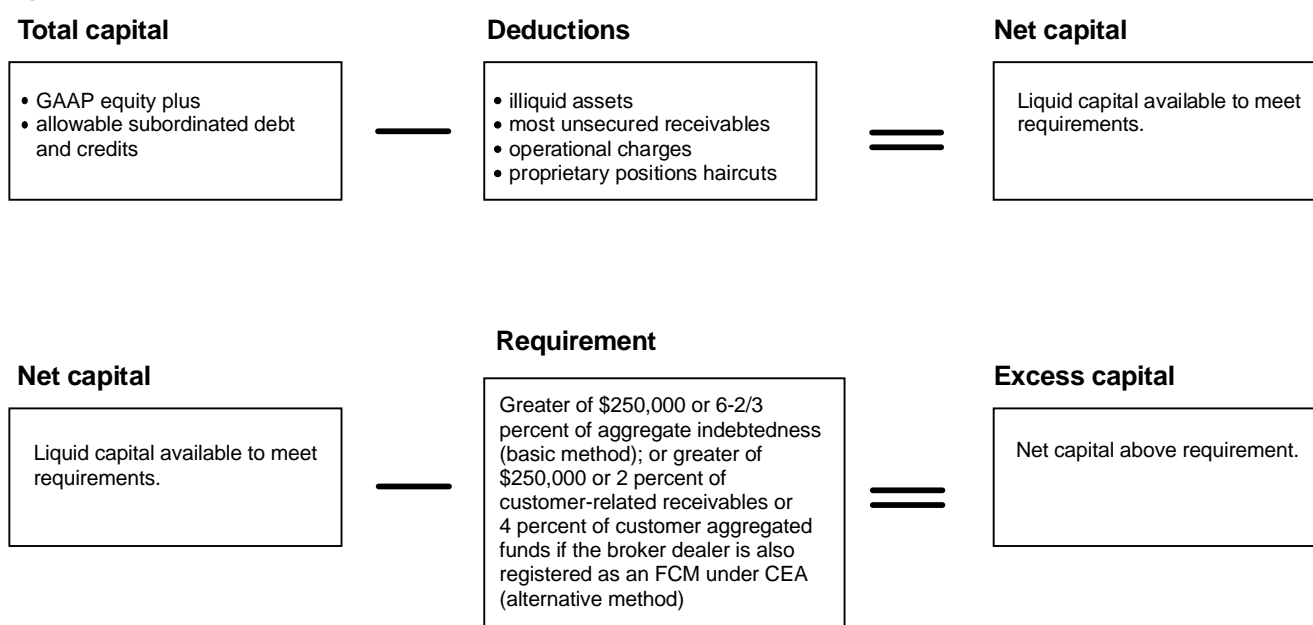 Total capital
• GAAP equity plus
• allowable subordinated debt
and credits
Deductions
• illiquid assets
• most unsecured receivables
• operational charges
• proprietary positions haircuts
Net capital
Liquid capital available to meet
requirements.
Net capital
Liquid capital available to meet
requirements.
Requirement
Greater of $250,000 or 6-2/3
percent of aggregate indebtedness
(basic method); or greater of
$250,000 or 2 percent of
customer-related receivables or
4 percent of customer aggregated
funds if the broker dealer is also
registered as an FCM under CEA
(alternative method)
Excess capital
Net capital above requirement.